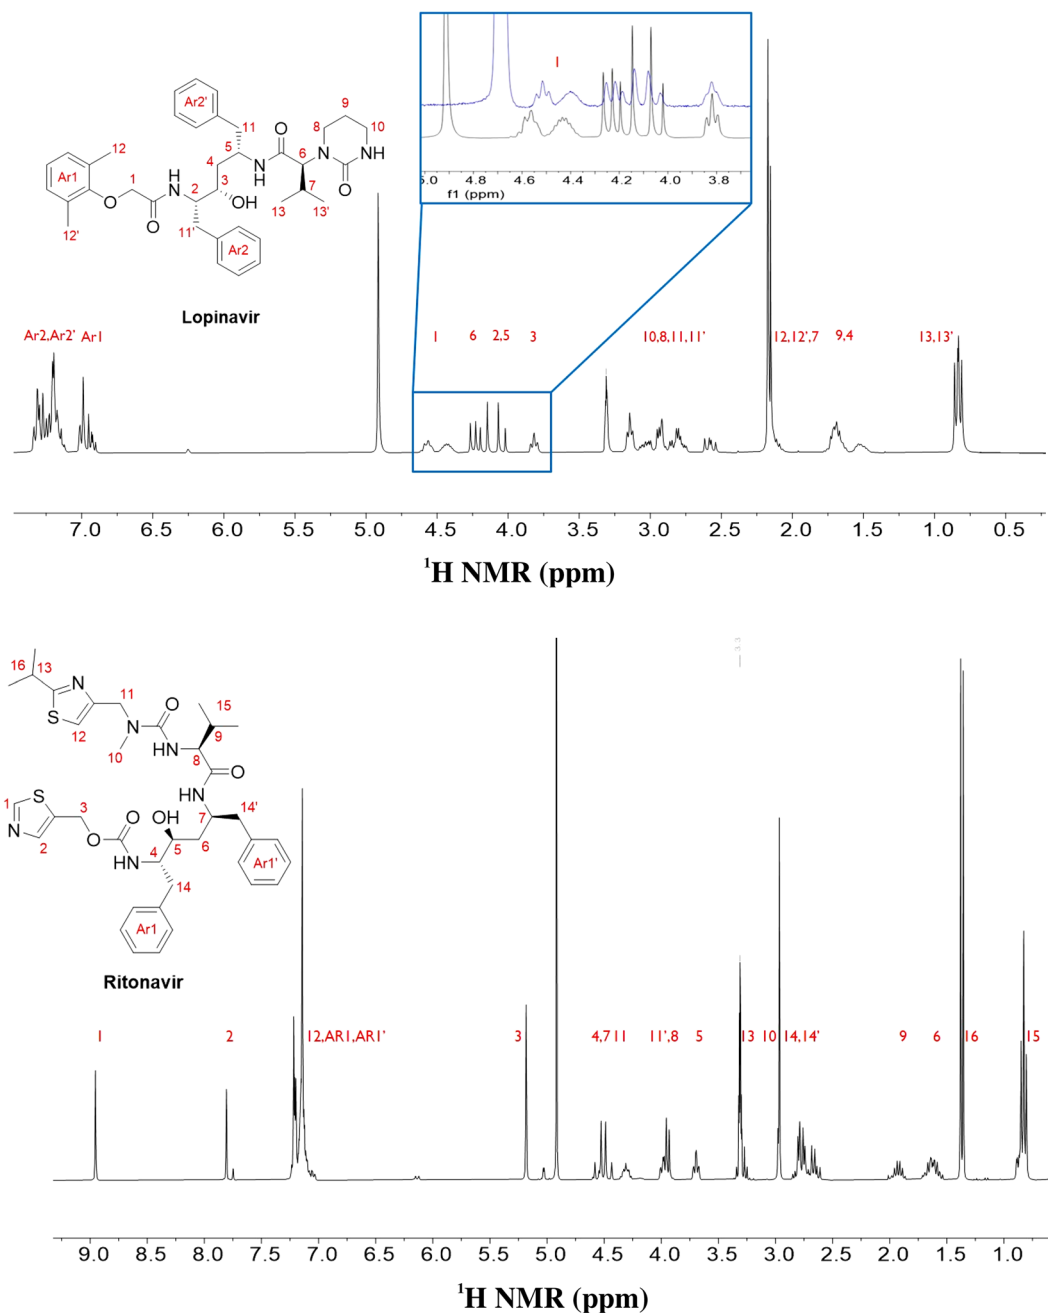 Ar2'
9
12
11
O
8
10
5
H
N
6
N
NH
Ar1
1
H
N
4
2
3
7
O
O
OH
O
13
13'
12'
11'
Ar2
Lopinavir
1
5.0 4.8 4.6 4.4 4.2 4.0 3.8
f1 (ppm)
Ar2,Ar2' Ar1 1 6 2,5 3 10,8,11,11' 12,12',7 9,4 13,13'
7.0 6.5 6.0 5.5 5.0 4.5 4.0 3.5 3.0 2.5 2.0 1.5 1.0 0.5
¹H NMR (ppm)
16
13
N
11
S
12
N
O
15
10
NH
9
8
O
1
S
3
O
HN
14'
N
2
O
OH
7
HN
4
5
6
Ar1'
14
Ar1
Ritonavir
3.3
1 2 12,AR1,AR1' 3 4,7 11 11',8 5 13 10 14,14' 9 6 16 15
9.0 8.5 8.0 7.5 7.0 6.5 6.0 5.5 5.0 4.5 4.0 3.5 3.0 2.5 2.0 1.5 1.0
¹H NMR (ppm)